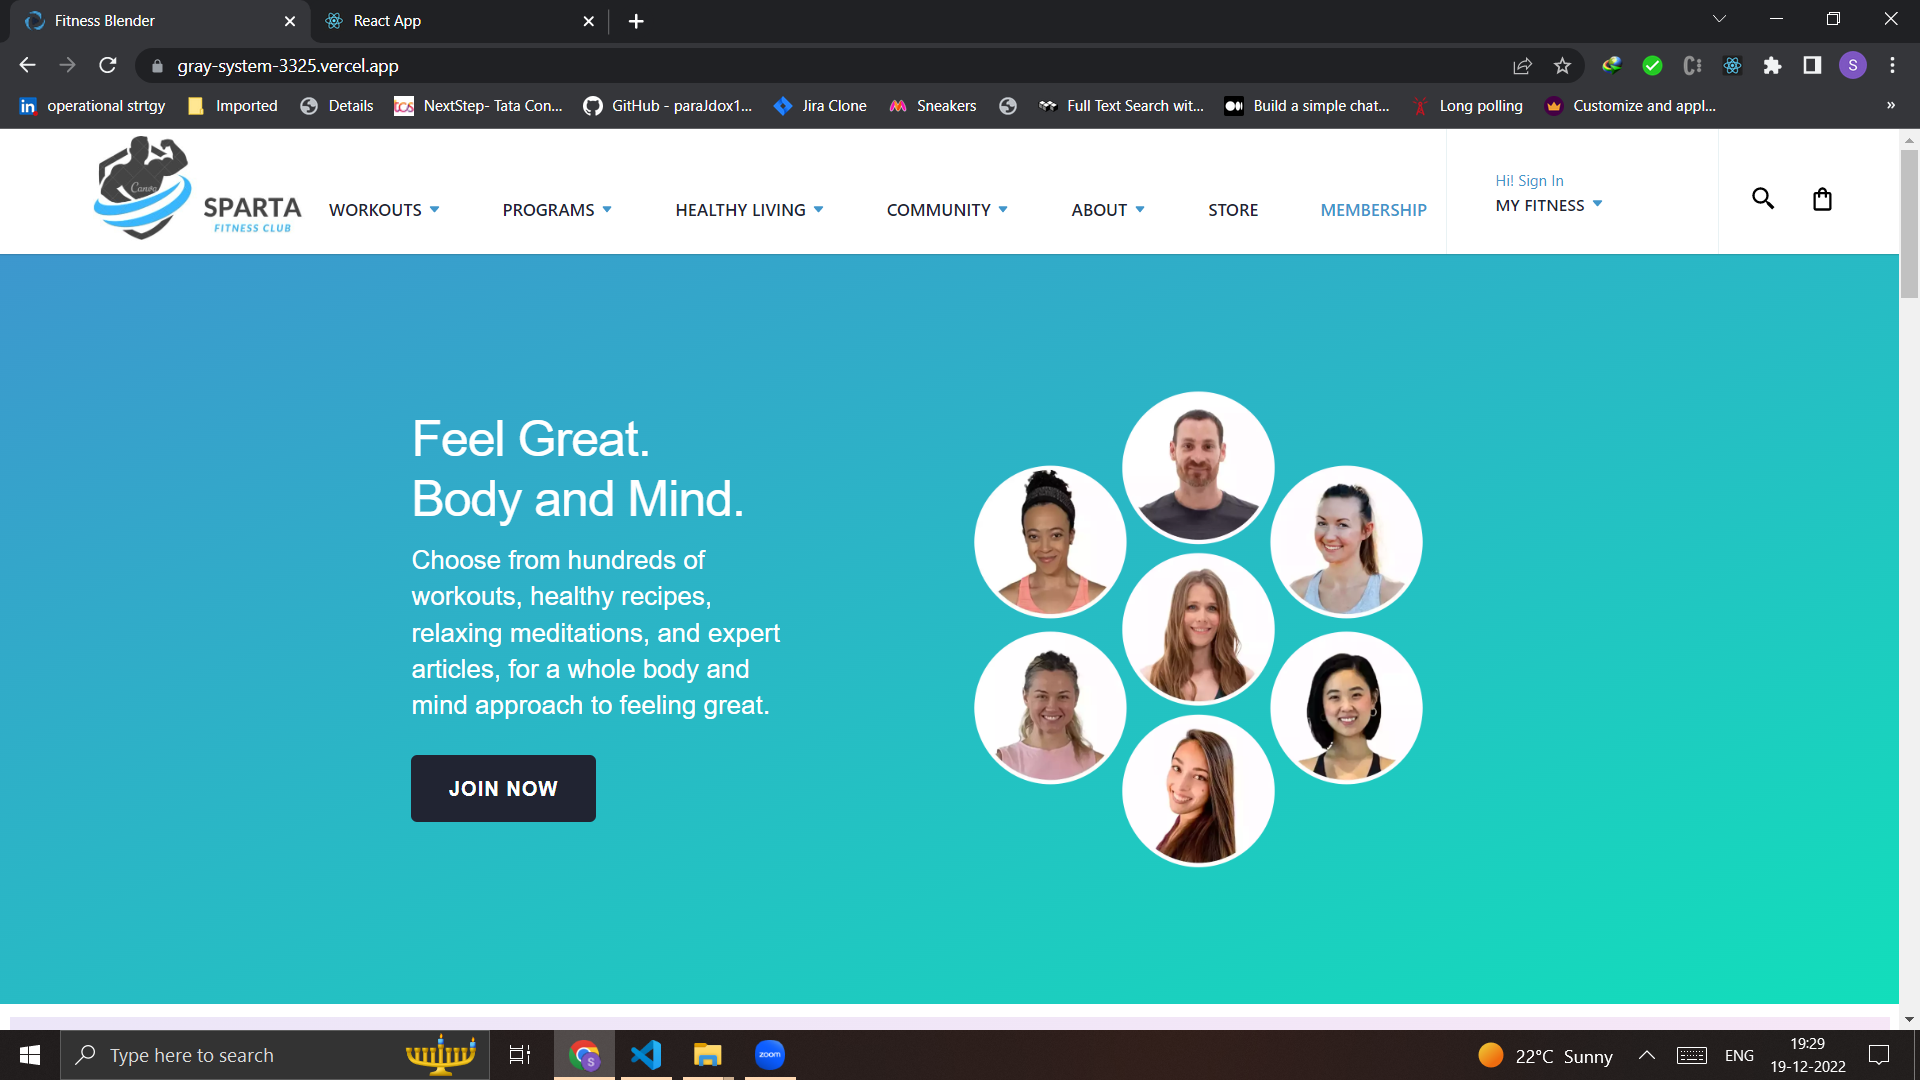 Fitness Blender
React App
gray-system-3325.vercel.app
S
operational strtgy
Imported
Details
NextStep- Tata Con...
GitHub - paraJdox1...
Jira Clone
Sneakers
Full Text Search wit...
Build a simple chat...
Long polling
Customize and appl...
»
Canva
SPARTA
FITNESS CLUB
WORKOUTS
PROGRAMS
HEALTHY LIVING
COMMUNITY
ABOUT
STORE
MEMBERSHIP
Hi! Sign In
MY FITNESS
Feel Great.
Body and Mind.
Choose from hundreds of
workouts, healthy recipes,
relaxing meditations, and expert
articles, for a whole body and
mind approach to feeling great.
JOIN NOW
Type here to search
S
zoom
22°C Sunny
ENG
19:29
19-12-2022